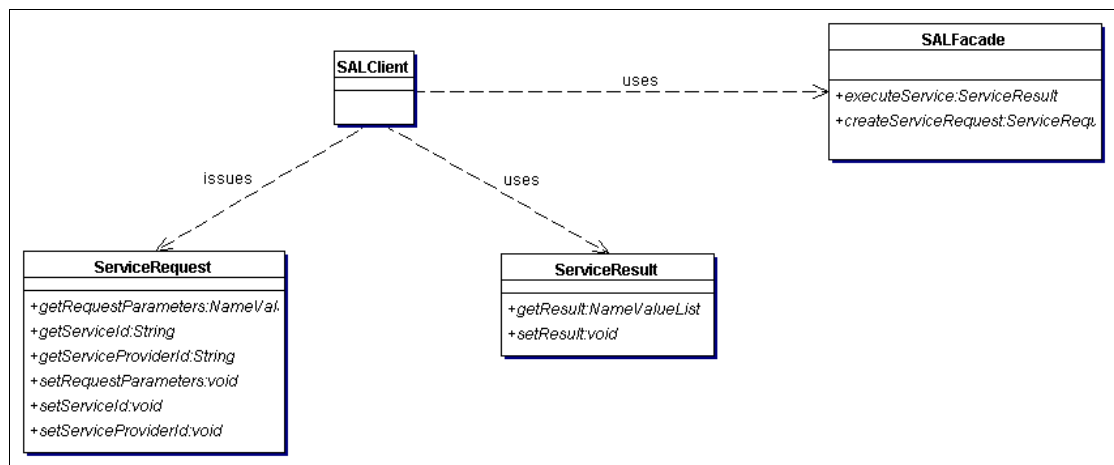 SALFacade
SALClient
uses
+executeService:ServiceResult
+createServiceRequest:ServiceRequ
issues
uses
ServiceRequest
+getRequestParameters:NameVal
+getServiceId:String
+getServiceProviderId:String
+setRequestParameters:void
+setServiceId:void
+setServiceProviderId:void
ServiceResult
+getResult:NameValueList
+setResult:void